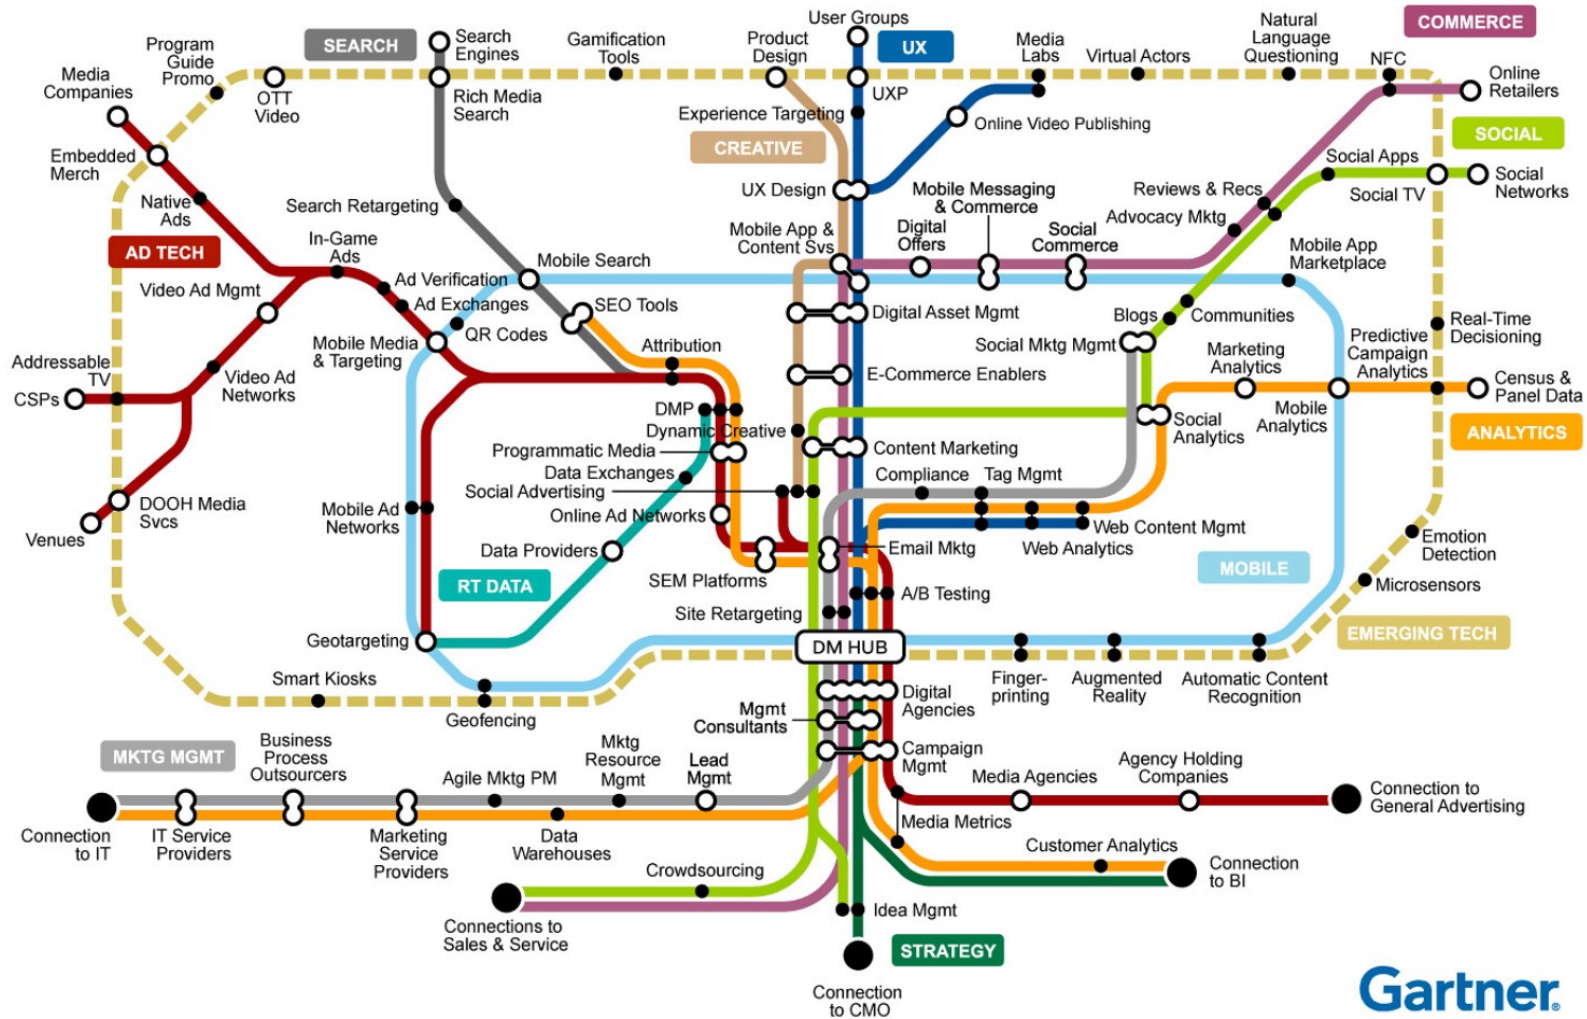 User Groups
COMMERCE
SEARCH
Search
Engines
Gamification
Tools
Product
Design
UX
Media
Labs
Virtual Actors
Natural
Language
Questioning
NFC
Program
Guide
Promo
Media
Companies
OTT
Video
Rich Media
Search
UXP
Online
Retailers
Experience Targeting
Online Video Publishing
SOCIAL
CREATIVE
Embedded
Merch
Social Apps
Social TV
Social
Networks
Native
Ads
Search Retargeting
UX Design
Mobile Messaging
& Commerce
Reviews & Recs
Advocacy Mktg
AD TECH
In-Game
Ads
Mobile App &
Content Svs
Digital
Offers
Social
Commerce
Mobile App
Marketplace
Mobile Search
Ad Verification
Ad Exchanges
Video Ad Mgmt
SEO Tools
QR Codes
Digital Asset Mgmt
Blogs
Communities
Real-Time
Decisioning
Mobile Media
& Targeting
Attribution
Social Mktg Mgmt
Marketing
Analytics
Predictive
Campaign
Analytics
Addressable
TV
CSPs
Video Ad
Networks
E-Commerce Enablers
Census &
Panel Data
DMP
Dynamic Creative
Social
Analytics
Mobile
Analytics
ANALYTICS
Programmatic Media
Content Marketing
Data Exchanges
Compliance
Tag Mgmt
Social Advertising
DOOH Media
Svcs
Venues
Mobile Ad
Networks
Online Ad Networks
Web Content Mgmt
Web Analytics
Data Providers
Email Mktg
Emotion
Detection
RT DATA
SEM Platforms
MOBILE
Microsensors
A/B Testing
Site Retargeting
Geotargeting
DM HUB
EMERGING TECH
Smart Kiosks
Geofencing
Finger-
printing
Augmented
Reality
Automatic Content
Recognition
Digital
Agencies
Mgmt
Consultants
MKTG MGMT
Business
Process
Outsourcers
Mktg
Resource
Mgmt
Agile Mktg PM
Lead
Mgmt
Campaign
Mgmt
Media Agencies
Agency Holding
Companies
Connection to
General Advertising
Connection
to IT
IT Service
Providers
Marketing
Service
Providers
Data
Warehouses
Media Metrics
Customer Analytics
Connection
to BI
Crowdsourcing
Connections to
Sales & Service
Idea Mgmt
STRATEGY
Connection
to CMO
Gartner®